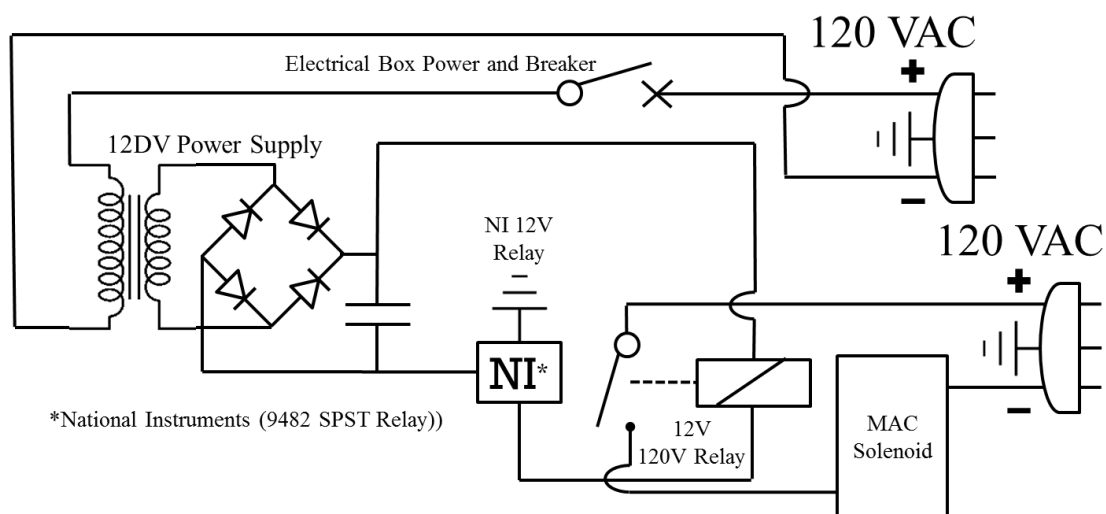 120 VAC
+
Electrical Box Power and Breaker
12DV Power Supply
−
NI 12V
Relay
120 VAC
+
NI*
−
*National Instruments (9482 SPST Relay))
12V
120V Relay
MAC
Solenoid